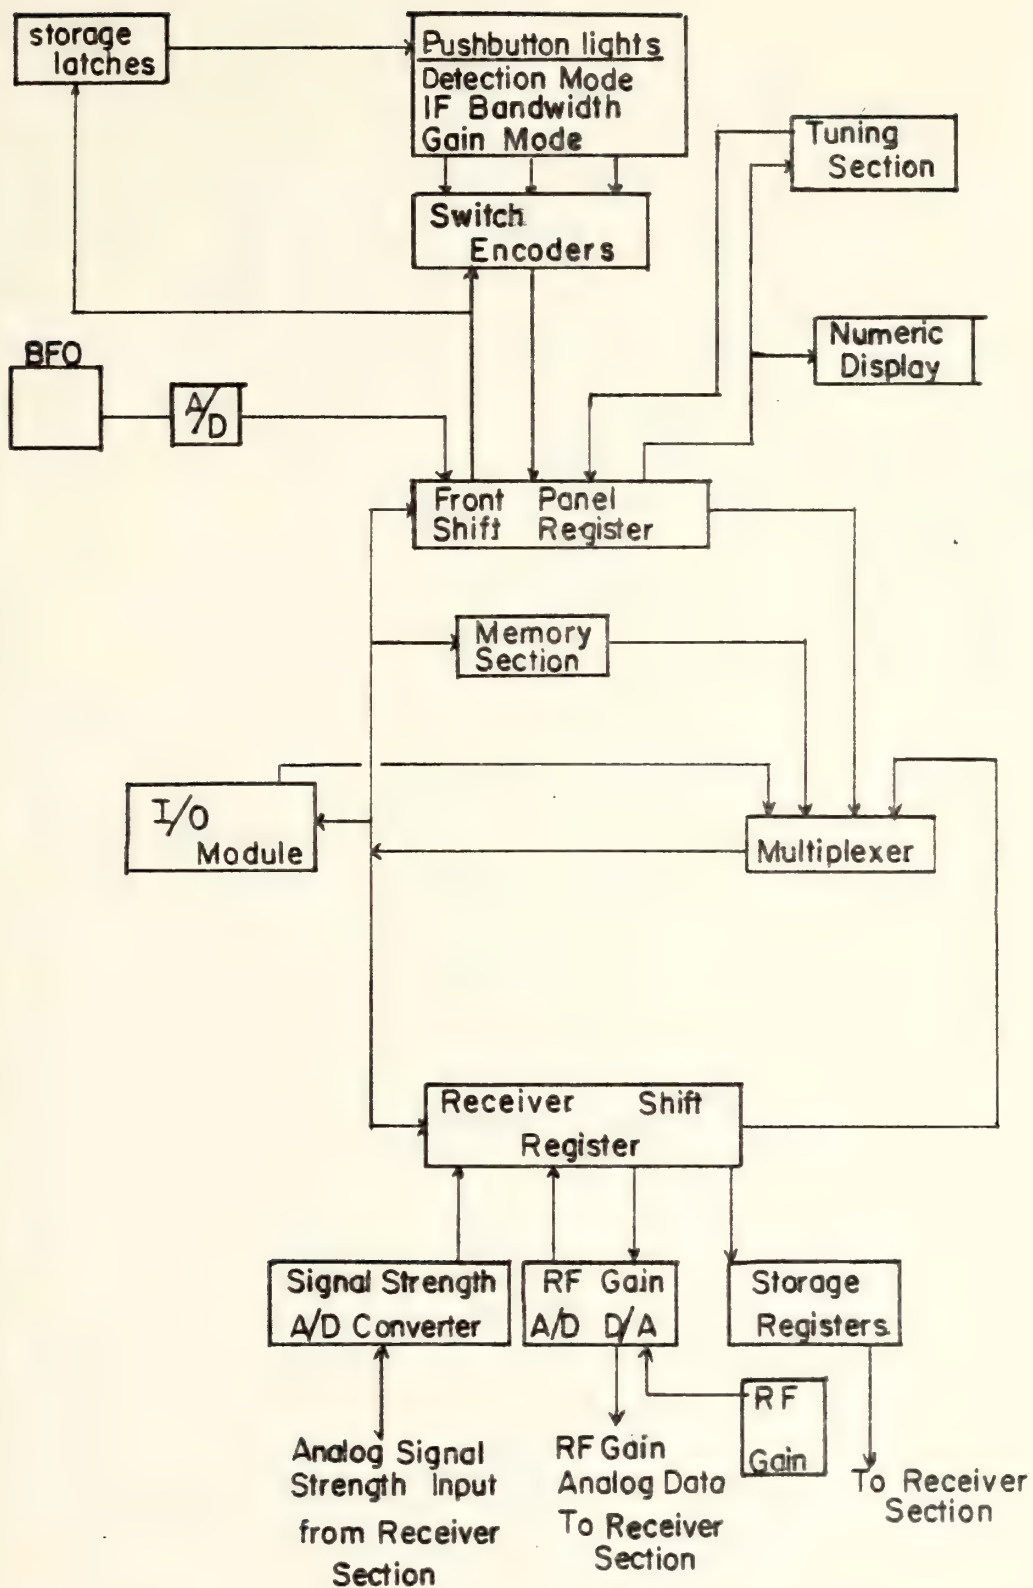 storage
latches
Pushbutton lights
Detection Mode
IF Bandwidth
Gain Mode
Tuning
Section
Switch
Encoders
Numeric
Display
BFO
A/D
Front Panel
Shift Register
Memory
Section
I/O
Module
Multiplexer
Receiver Shift
Register
Signal Strength
A/D Converter
RF Gain
A/D D/A
Storage
Registers
RF
Gain
Analog Signal
Strength Input
from Receiver
Section
RF Gain
Analog Data
To Receiver
Section
To Receiver
Section